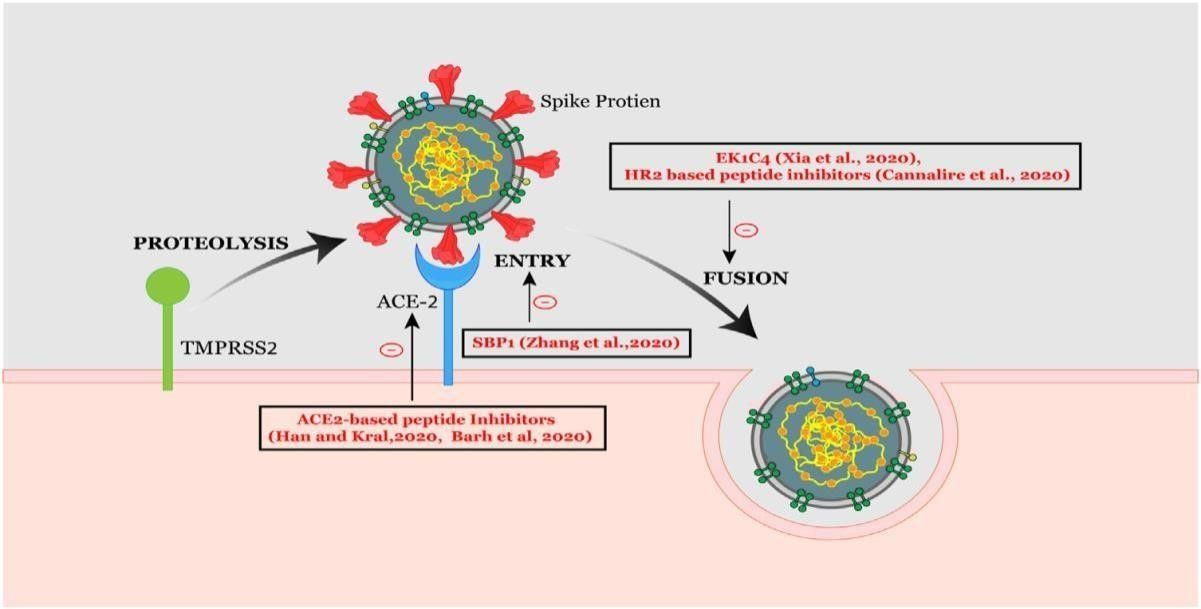 Spike Protien
EK1C4 (Xia et al., 2020),
HR2 based peptide inhibitors (Cannalire et al., 2020)
PROTEOLYSIS
ENTRY
FUSION
ACE-2
TMPRSS2
SBP1 (Zhang et al.,2020)
ACE2-based peptide Inhibitors
(Han and Kral,2020, Barh et al, 2020)